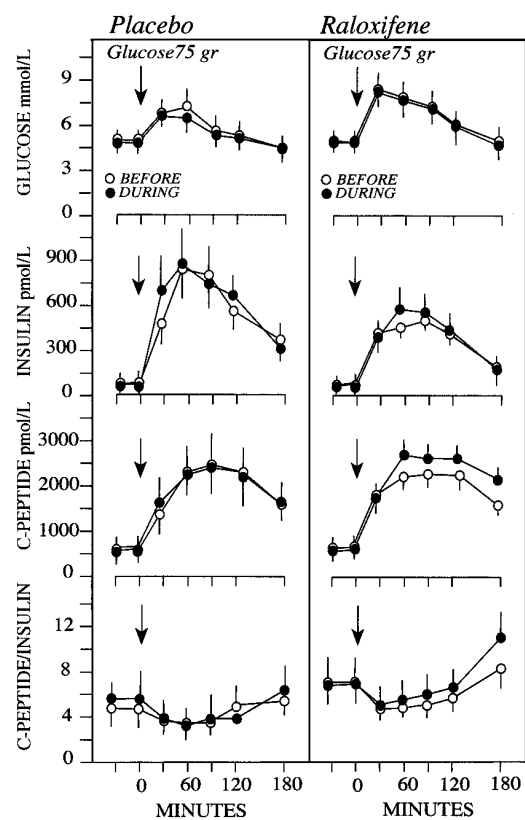 Placebo Raloxifene
Glucose75 gr Glucose75 gr
GLUCOSE mmol/L
9
6
3
0
BEFORE BEFORE
DURING DURING
INSULIN pmol/L
900
600
300
0
C-PEPTIDE pmol/L
3000
2000
1000
0
C-PEPTIDE/INSULIN
12
8
4
0
0 60 120 180 0 60 120 180
MINUTES MINUTES